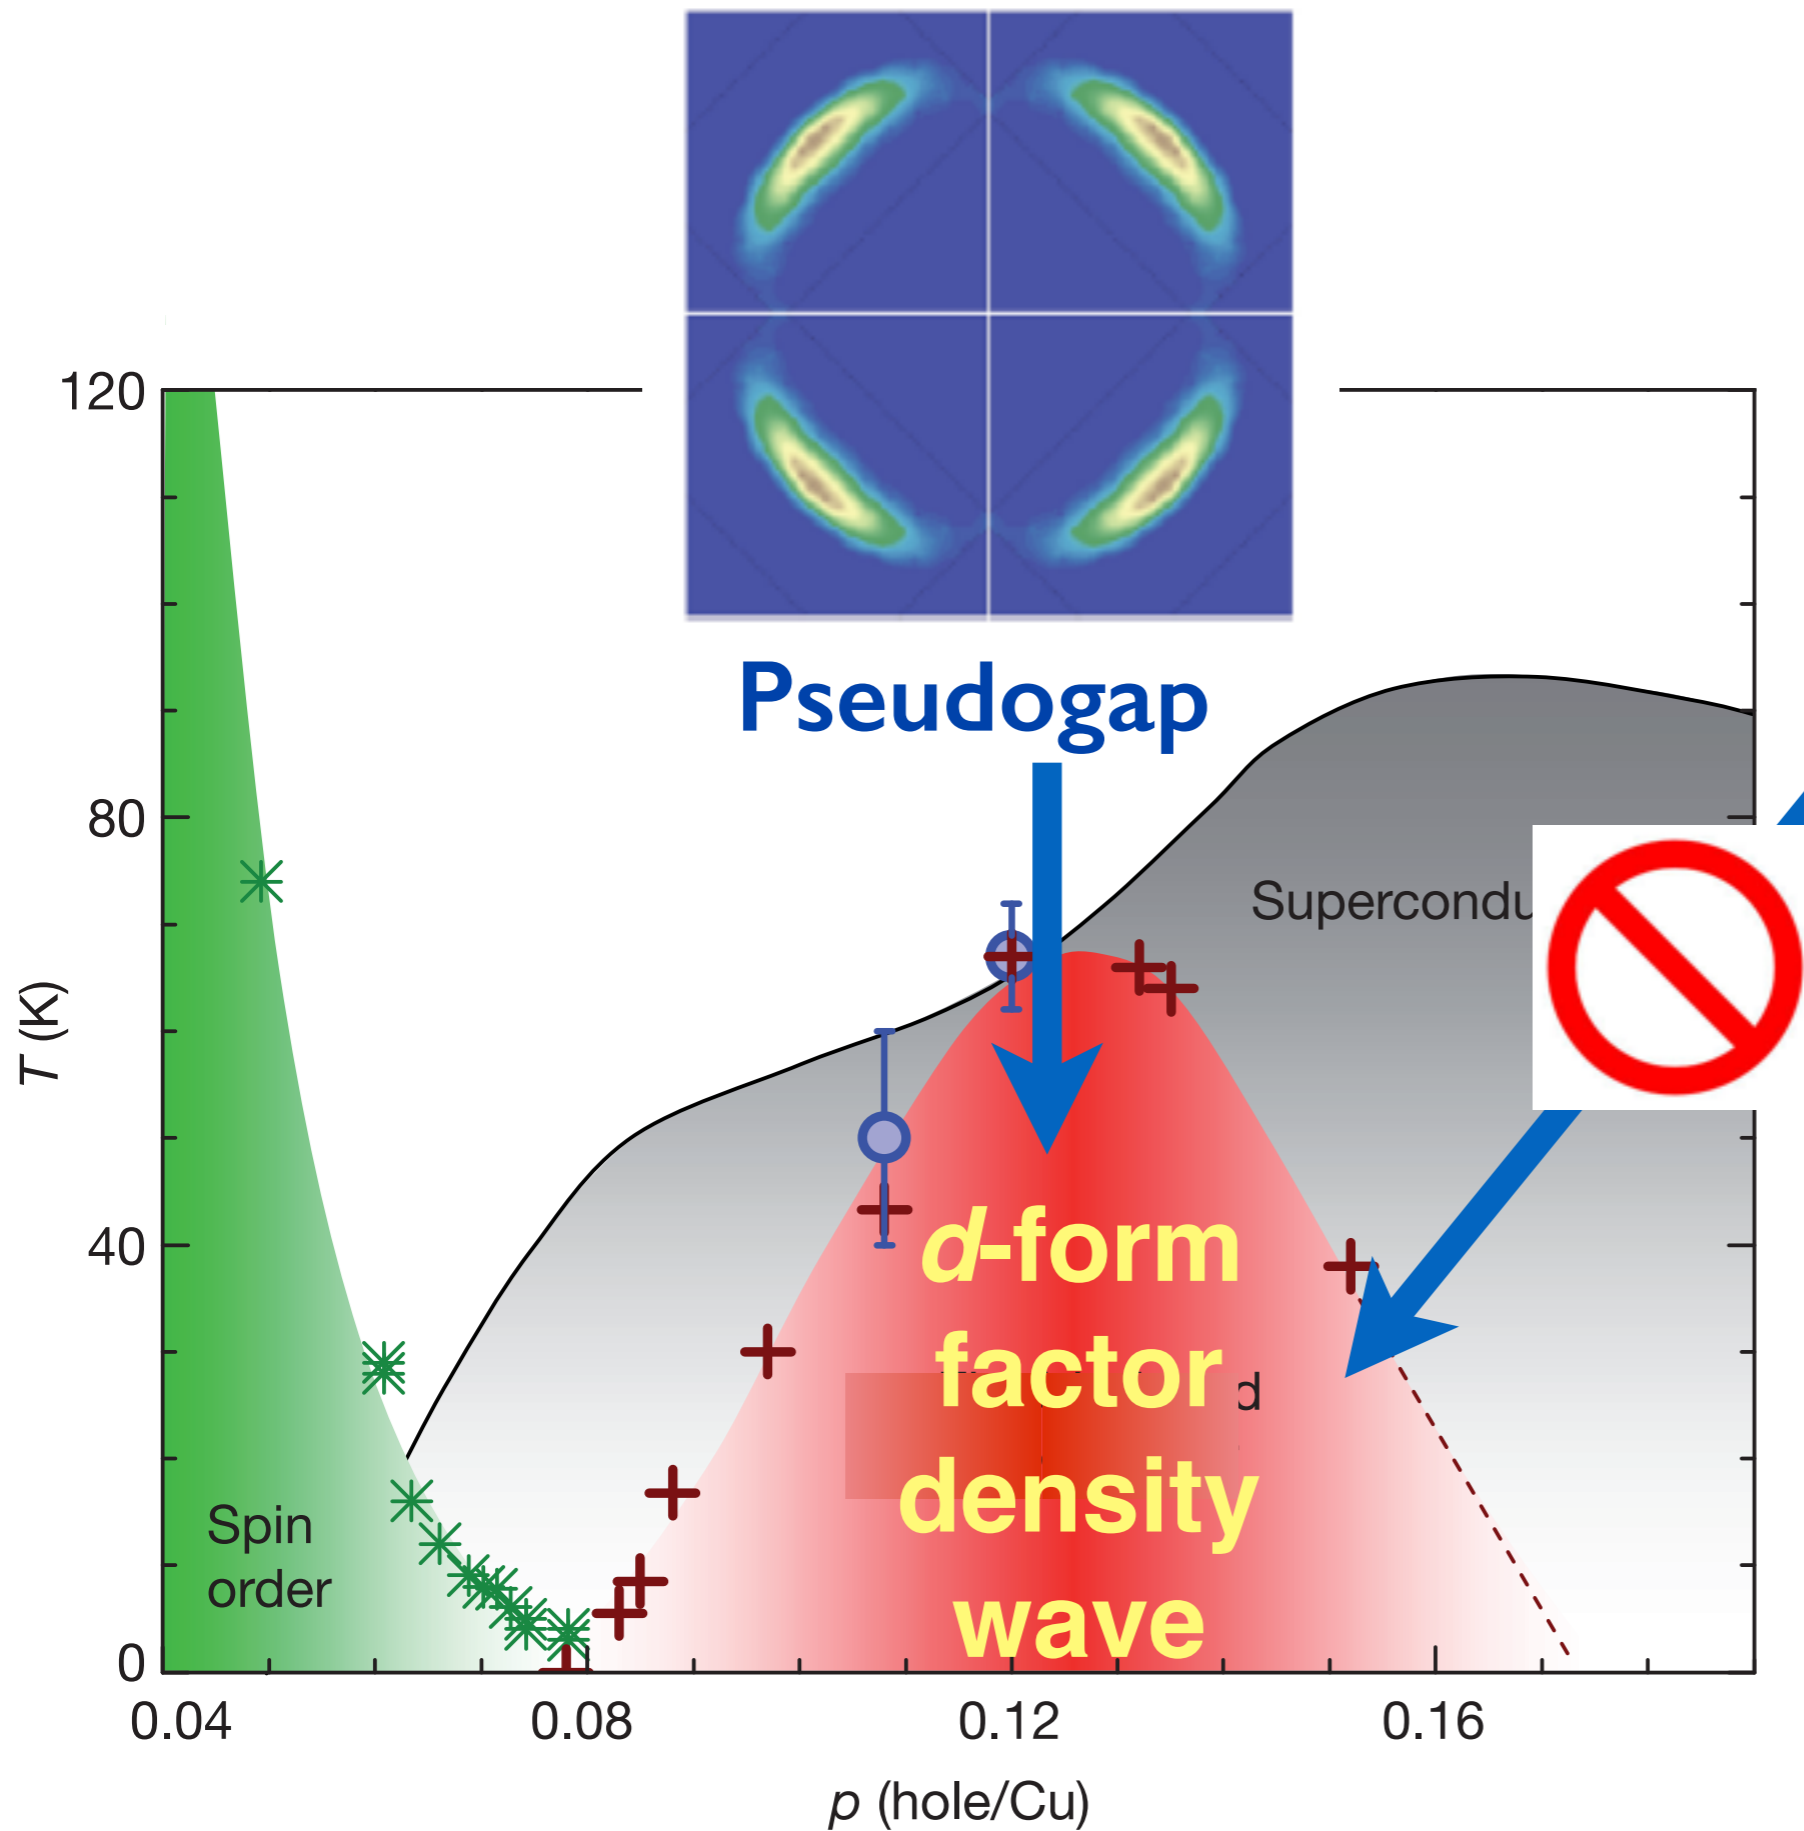 Pseudogap
120
80
40
0
T (K)
Supercondu
d-form
factor
d
density
wave
Spin
order
0.04
0.08
0.12
0.16
p (hole/Cu)